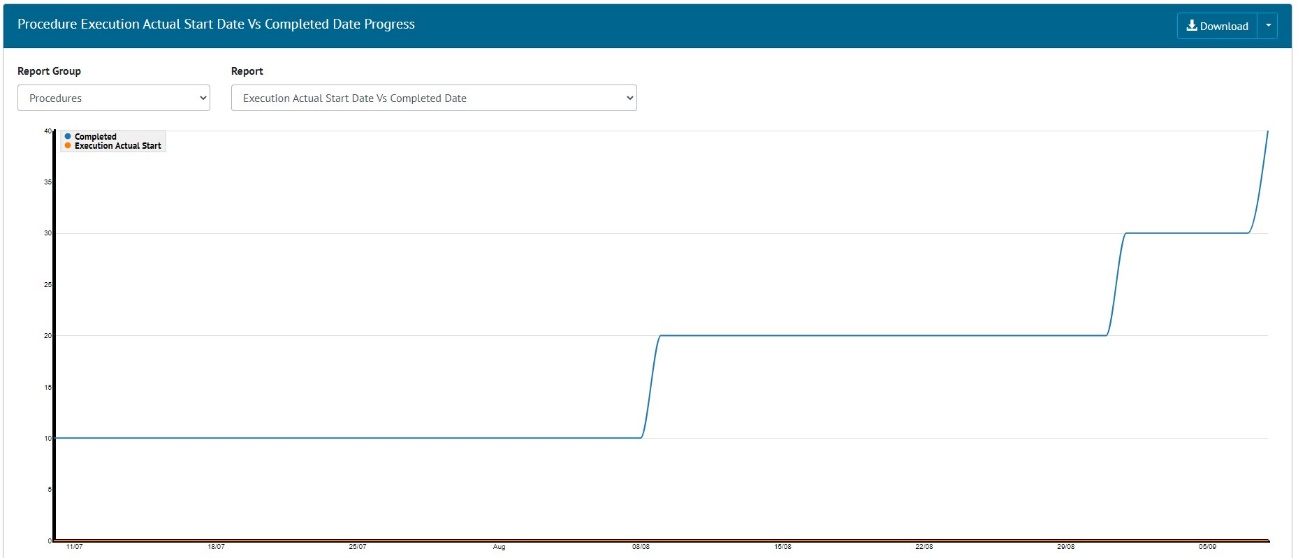 Procedure Execution Actual Start Date Vs Completed Date Progress
Download
Report Group
Report
Procedures
Execution Actual Start Date Vs Completed Date
Completed
Execution Actual Start
40
35
30
25
20
15
10
5
0
11/07 18/07 25/07 Aug 08/08 15/08 22/08 29/08 05/09